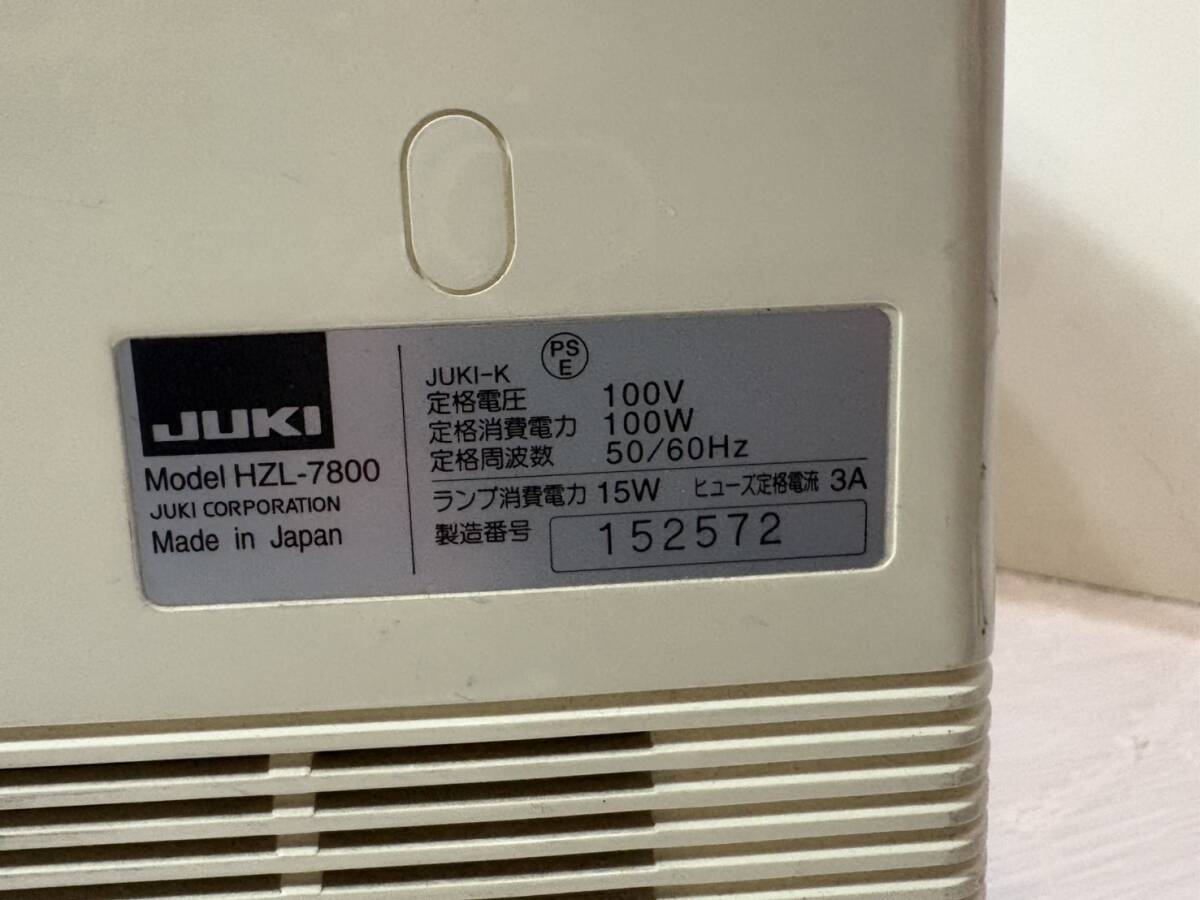 JUKI
Model HZL-7800
JUKI CORPORATION
Made in Japan
PS
E
JUKI-K
定格電圧 100V
定格消費電力 100W
定格周波数 50/60Hz
ランプ消費電力 15W ヒューズ定格電流 3A
製造番号 152572